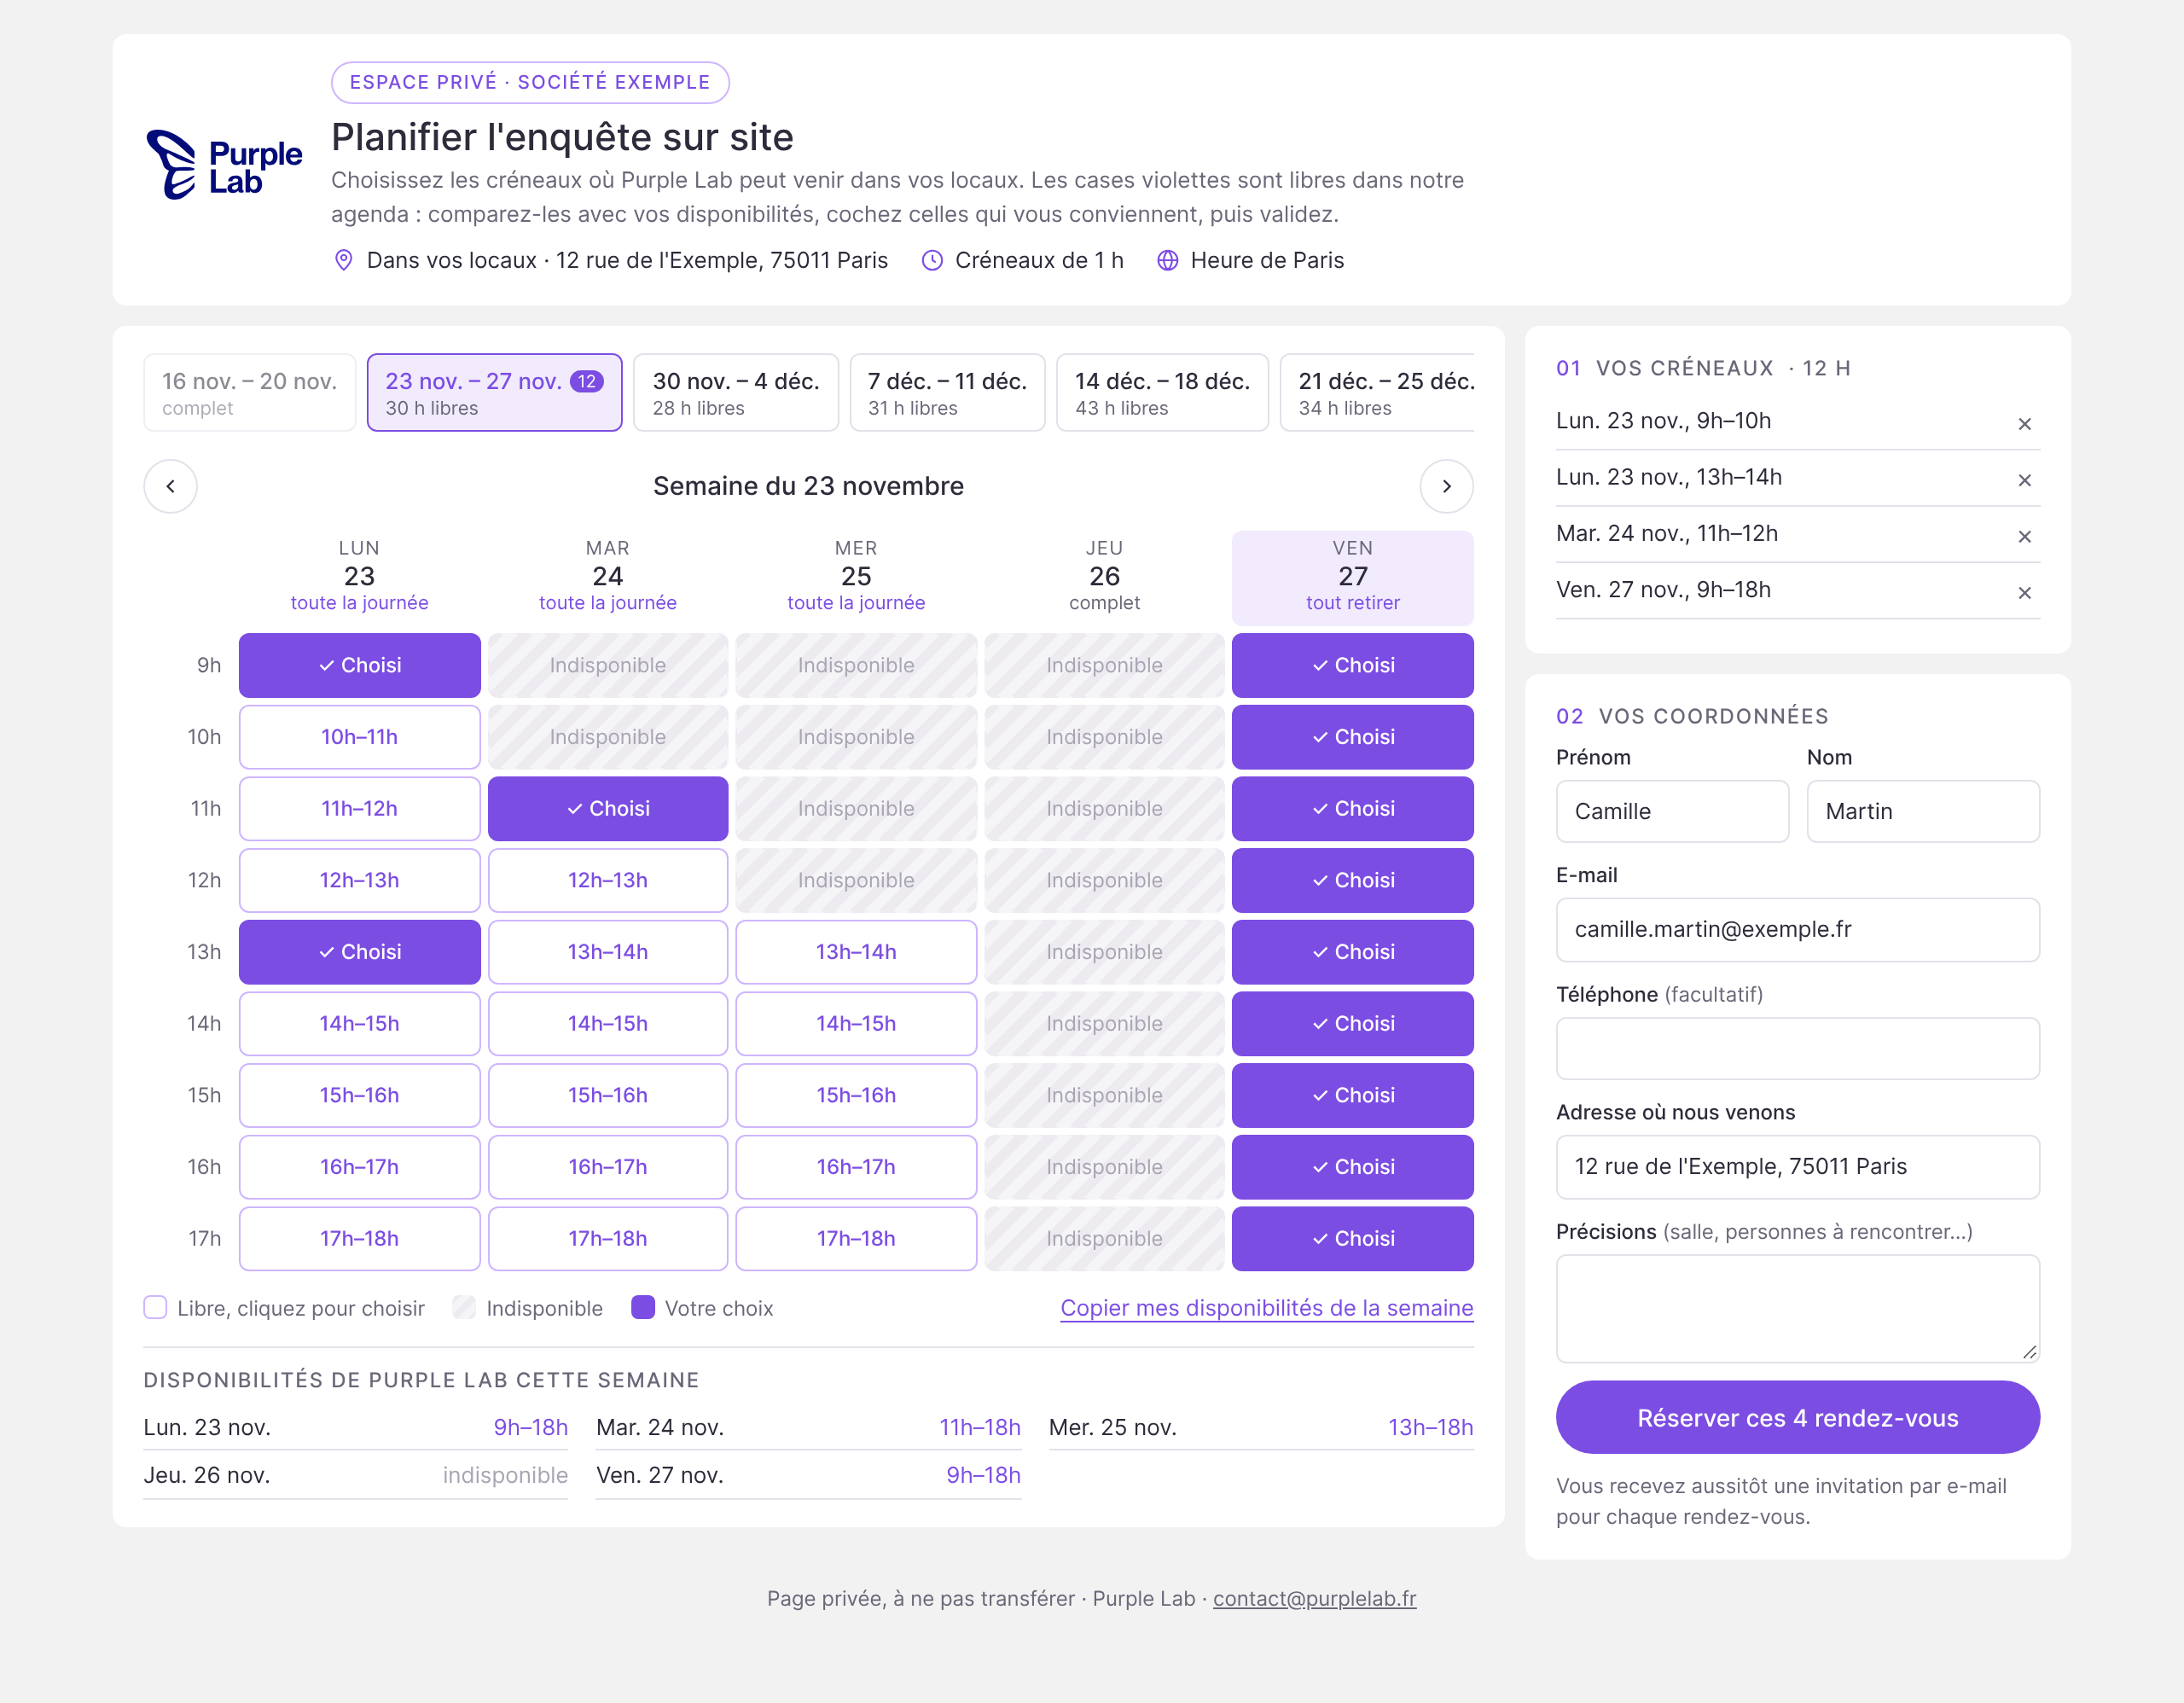 ESPACE PRIVÉ · SOCIÉTÉ EXEMPLE
Purple
Lab
Planifier l'enquête sur site
Choisissez les créneaux où Purple Lab peut venir dans vos locaux. Les cases violettes sont libres dans notre
agenda : comparez-les avec vos disponibilités, cochez celles qui vous conviennent, puis validez.
Dans vos locaux · 12 rue de l'Exemple, 75011 Paris Créneaux de 1 h Heure de Paris
16 nov. – 20 nov. 23 nov. – 27 nov. 12 30 nov. – 4 déc. 7 déc. – 11 déc. 14 déc. – 18 déc. 21 déc. – 25 déc.
complet 30 h libres 28 h libres 31 h libres 43 h libres 34 h libres
Semaine du 23 novembre
LUN MAR MER JEU VEN
23 24 25 26 27
toute la journée toute la journée toute la journée complet tout retirer
9h ✓ Choisi Indisponible Indisponible Indisponible ✓ Choisi
10h 10h–11h Indisponible Indisponible Indisponible ✓ Choisi
11h 11h–12h ✓ Choisi Indisponible Indisponible ✓ Choisi
12h 12h–13h 12h–13h Indisponible Indisponible ✓ Choisi
13h ✓ Choisi 13h–14h 13h–14h Indisponible ✓ Choisi
14h 14h–15h 14h–15h 14h–15h Indisponible ✓ Choisi
15h 15h–16h 15h–16h 15h–16h Indisponible ✓ Choisi
16h 16h–17h 16h–17h 16h–17h Indisponible ✓ Choisi
17h 17h–18h 17h–18h 17h–18h Indisponible ✓ Choisi
Libre, cliquez pour choisir Indisponible Votre choix Copier mes disponibilités de la semaine
DISPONIBILITÉS DE PURPLE LAB CETTE SEMAINE
Lun. 23 nov. 9h–18h Mar. 24 nov. 11h–18h Mer. 25 nov. 13h–18h
Jeu. 26 nov. indisponible Ven. 27 nov. 9h–18h
01 VOS CRÉNEAUX · 12 H
Lun. 23 nov., 9h–10h ×
Lun. 23 nov., 13h–14h ×
Mar. 24 nov., 11h–12h ×
Ven. 27 nov., 9h–18h ×
02 VOS COORDONNÉES
Prénom Nom
Camille Martin
E-mail
camille.martin@exemple.fr
Téléphone (facultatif)
Adresse où nous venons
12 rue de l'Exemple, 75011 Paris
Précisions (salle, personnes à rencontrer…)
Réserver ces 4 rendez-vous
Vous recevez aussitôt une invitation par e-mail
pour chaque rendez-vous.
Page privée, à ne pas transférer · Purple Lab · contact@purplelab.fr